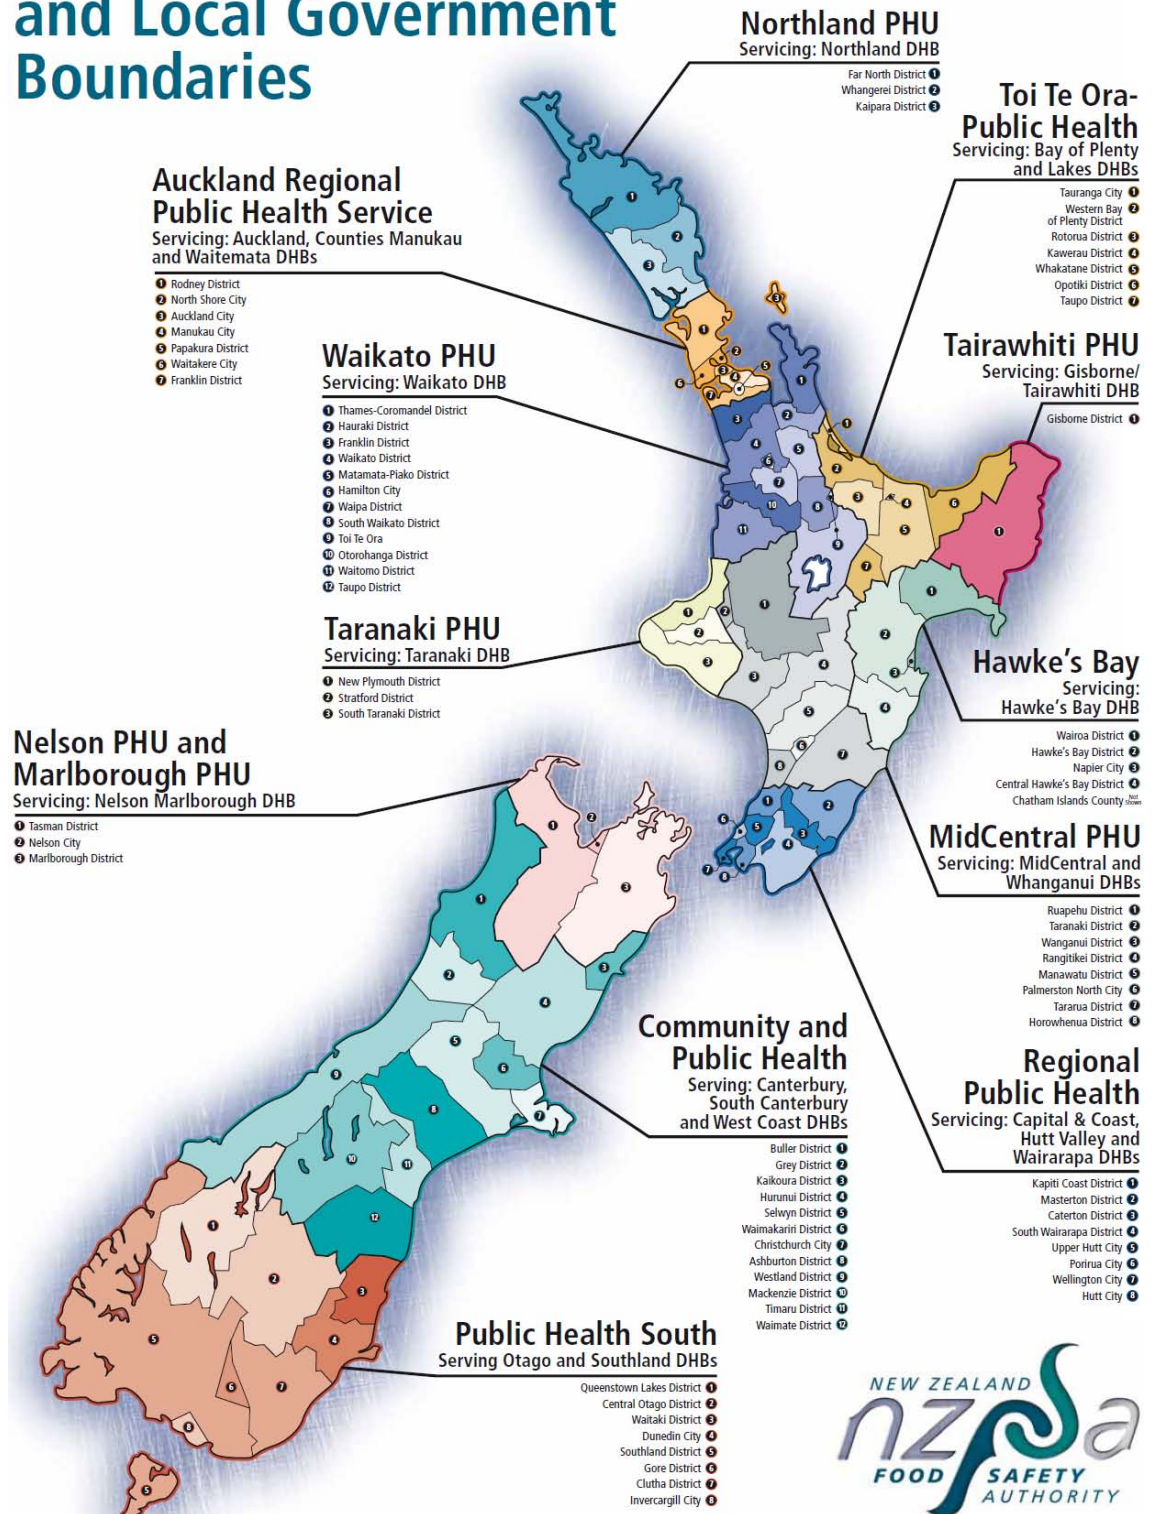 and Local Government
Boundaries
Northland PHU
Servicing: Northland DHB
Far North District 1
Whangerei District 2
Kaipara District 3
Toi Te Ora-
Public Health
Servicing: Bay of Plenty
and Lakes DHBs
Tauranga City 1
Western Bay 2
of Plenty District
Rotorua District 3
Kawerau District 4
Whakatane District 5
Opotiki District 6
Taupo District 7
Auckland Regional
Public Health Service
Servicing: Auckland, Counties Manukau
and Waitemata DHBs
1 Rodney District
2 North Shore City
3 Auckland City
4 Manukau City
5 Papakura District
6 Waitakere City
7 Franklin District
Tairawhiti PHU
Servicing: Gisborne/
Tairawhiti DHB
Gisborne District 1
Waikato PHU
Servicing: Waikato DHB
1 Thames-Coromandel District
2 Hauraki District
3 Franklin District
4 Waikato District
5 Matamata-Piako District
6 Hamilton City
7 Waipa District
8 South Waikato District
9 Toi Te Ora
10 Otorohanga District
11 Waitomo District
12 Taupo District
Taranaki PHU
Servicing: Taranaki DHB
1 New Plymouth District
2 Stratford District
3 South Taranaki District
Hawke's Bay
Servicing:
Hawke's Bay DHB
Wairoa District 1
Hawke's Bay District 2
Napier City 3
Central Hawke's Bay District 4
Chatham Islands County Not Shown
Nelson PHU and
Marlborough PHU
Servicing: Nelson Marlborough DHB
1 Tasman District
2 Nelson City
3 Marlborough District
MidCentral PHU
Servicing: MidCentral and
Whanganui DHBs
Ruapehu District 1
Taranaki District 2
Wanganui District 3
Rangitikei District 4
Manawatu District 5
Palmerston North City 6
Tararua District 7
Horowhenua District 8
Community and
Public Health
Serving: Canterbury,
South Canterbury
and West Coast DHBs
Buller District 1
Grey District 2
Kaikoura District 3
Hurunui District 4
Selwyn District 5
Waimakariri District 6
Christchurch City 7
Ashburton District 8
Westland District 9
Mackenzie District 10
Timaru District 11
Waimate District 12
Regional
Public Health
Servicing: Capital & Coast,
Hutt Valley and
Wairarapa DHBs
Kapiti Coast District 1
Masterton District 2
Caterton District 3
South Wairarapa District 4
Upper Hutt City 5
Porirua City 6
Wellington City 7
Hutt City 8
Public Health South
Serving Otago and Southland DHBs
Queenstown Lakes District 1
Central Otago District 2
Waitaki District 3
Dunedin City 4
Southland District 5
Gore District 6
Clutha District 7
Invercargill City 8
NEW ZEALAND
nzfsa
FOOD SAFETY
AUTHORITY